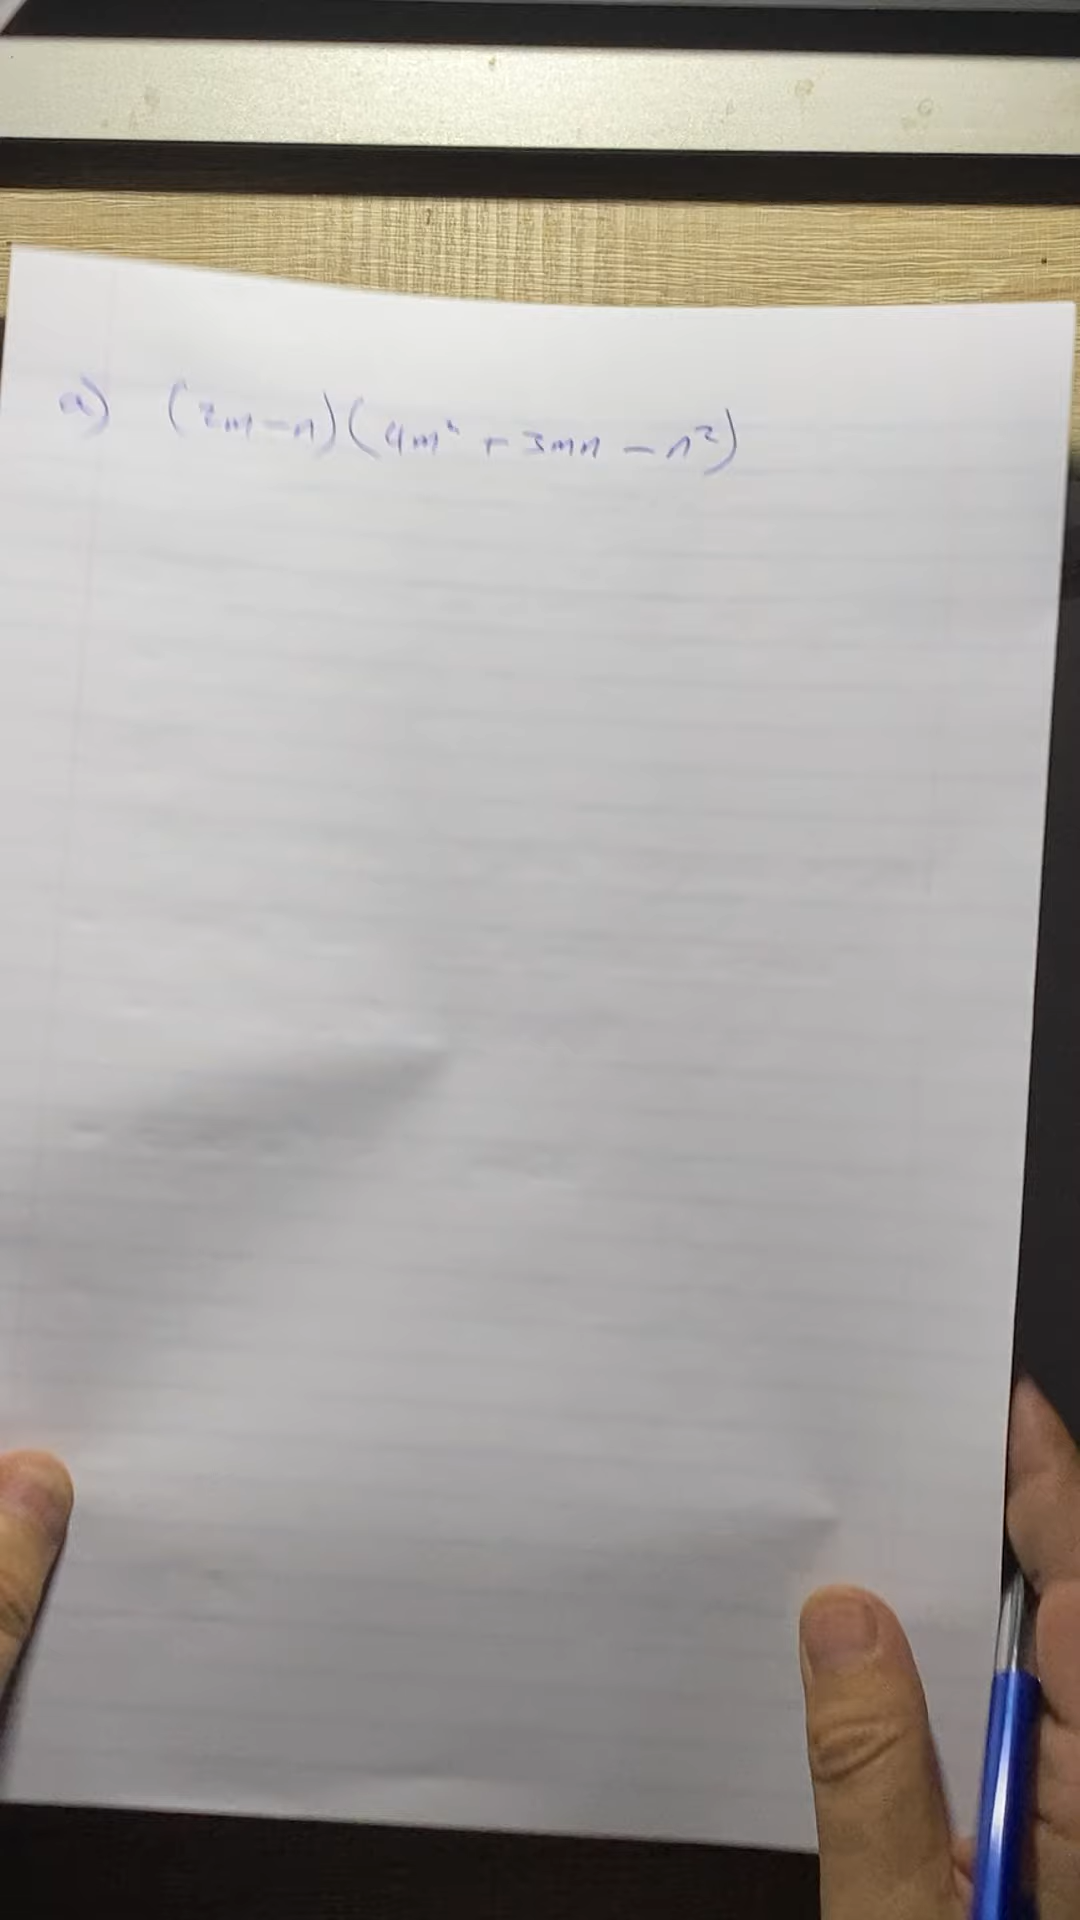 a) (2m-n)(4m² + 3mn - n²)